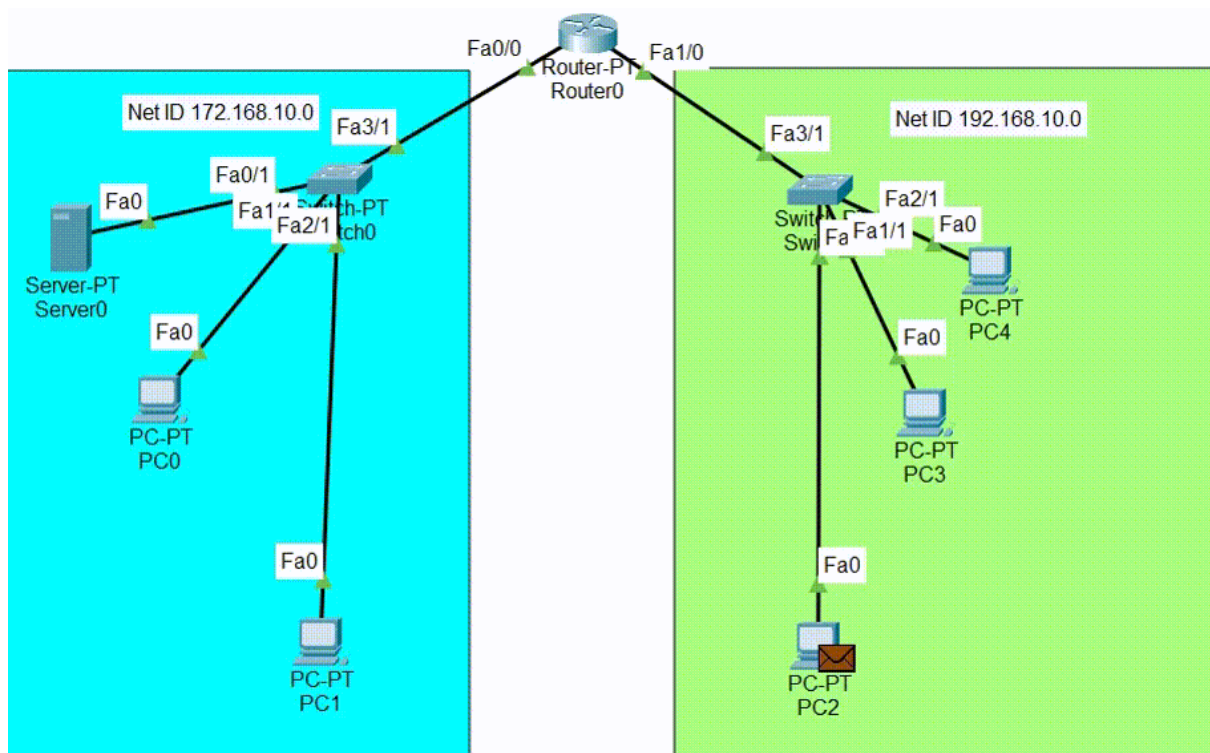 Fa0/0
Fa1/0
Router-PT
Router0
Net ID 172.168.10.0
Fa3/1
Fa0/1
Fa0
Fa2/1
Server-PT
Server0
Fa0
PC-PT
PC0
Fa0
PC-PT
PC1
Net ID 192.168.10.0
Fa3/1
Fa2/1
Fa1/1
Fa0
PC-PT
PC4
Fa0
PC-PT
PC3
Fa0
PC-PT
PC2